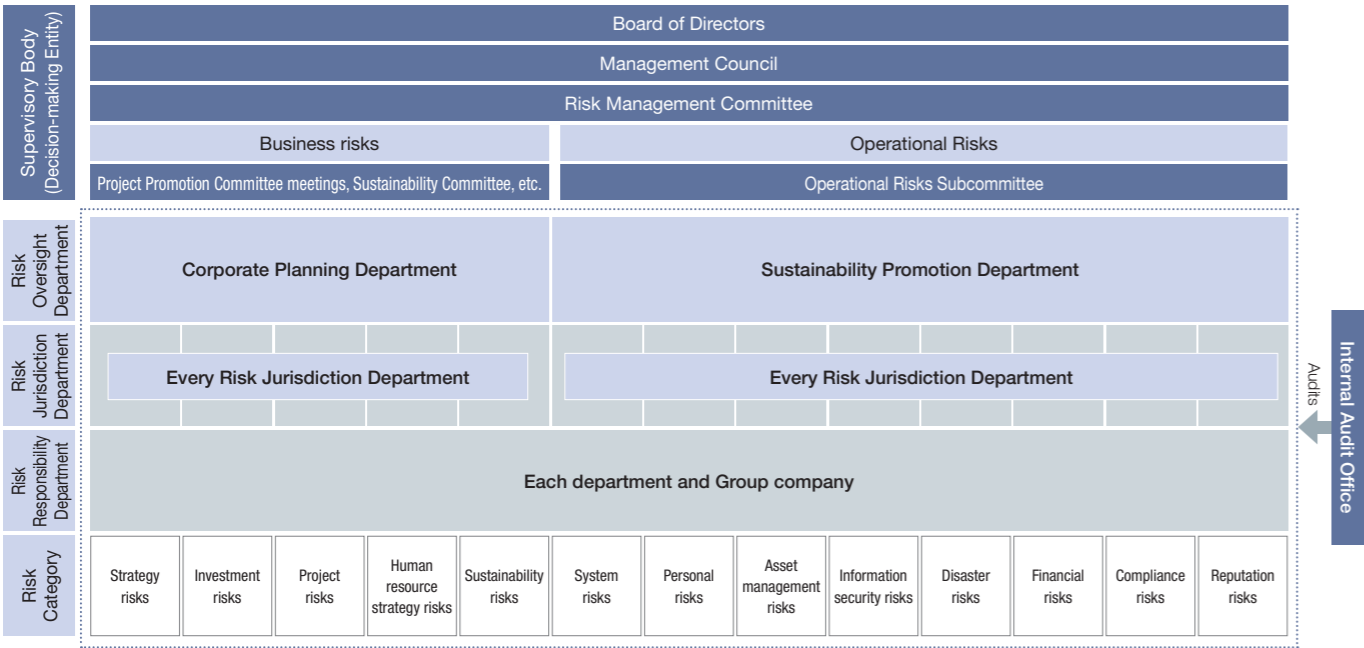 Supervisory Body
(Decision-making Entity)
Board of Directors
Management Council
Risk Management Committee
Business risks
Operational Risks
Project Promotion Committee meetings, Sustainability Committee, etc.
Operational Risks Subcommittee
Risk
Oversight
Department
Corporate Planning Department
Sustainability Promotion Department
Risk
Jurisdiction
Department
Every Risk Jurisdiction Department
Every Risk Jurisdiction Department
Risk
Responsibility
Department
Each department and Group company
Risk
Category
Strategy
risks
Investment
risks
Project
risks
Human
resource
strategy risks
Sustainability
risks
System
risks
Personal
risks
Asset
management
risks
Information
security risks
Disaster
risks
Financial
risks
Compliance
risks
Reputation
risks
Audits
Internal Audit Office